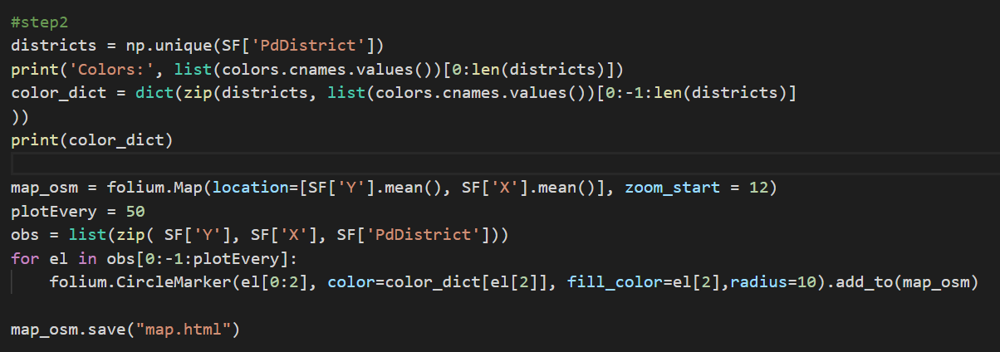 #step2
districts = np.unique(SF['PdDistrict'])
print('Colors:', list(colors.cnames.values())[0:len(districts)])
color_dict = dict(zip(districts, list(colors.cnames.values())[0:-1:len(districts)]
))
print(color_dict)
map_osm = folium.Map(location=[SF['Y'].mean(), SF['X'].mean()], zoom_start = 12)
plotEvery = 50
obs = list(zip( SF['Y'], SF['X'], SF['PdDistrict']))
for el in obs[0:-1:plotEvery]:
    folium.CircleMarker(el[0:2], color=color_dict[el[2]], fill_color=el[2],radius=10).add_to(map_osm)
map_osm.save("map.html")